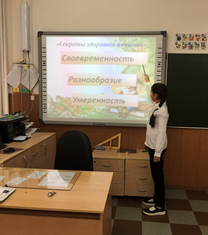 «Секреты здорового питания»
Своевременность
Разнообразие
Умеренность